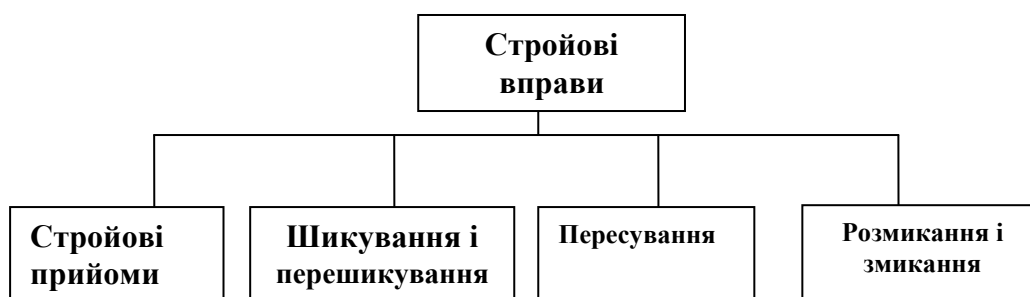 Стройові
вправи
Стройові
прийоми
Шикування і
перешикування
Пересування
Розмикання і
змикання